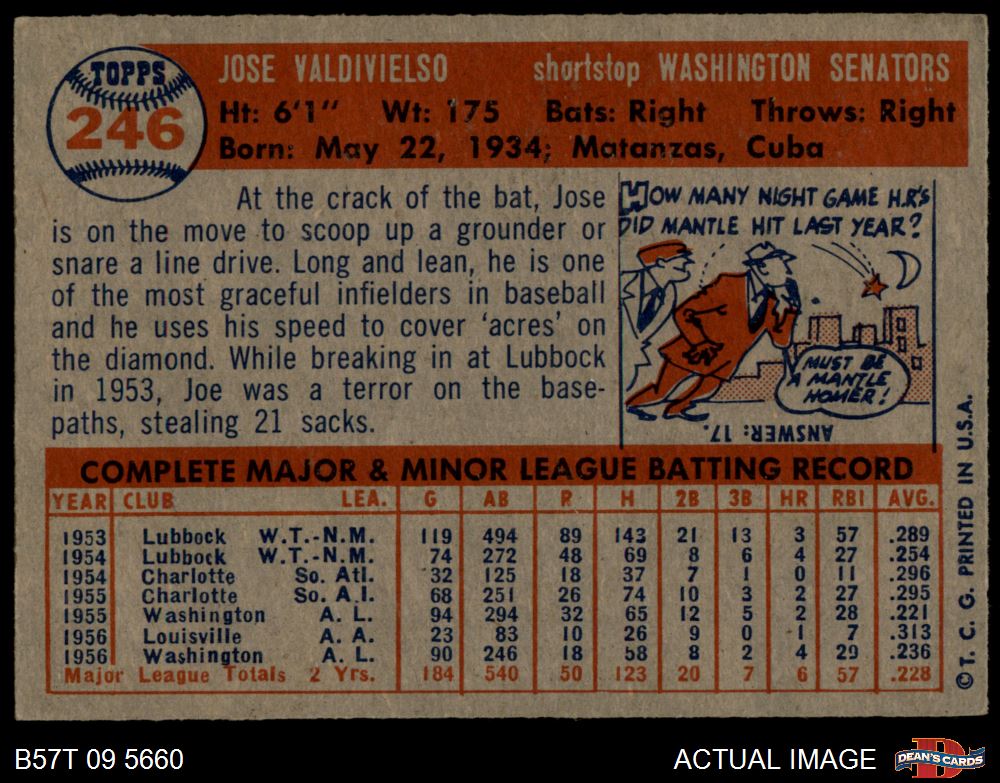 TOPPS
246
JOSE VALDIVIELSO shortstop WASHINGTON SENATORS
Ht: 6'1" Wt: 175 Bats: Right Throws: Right
Born: May 22, 1934; Matanzas, Cuba
At the crack of the bat, Jose
is on the move to scoop up a grounder or
snare a line drive. Long and lean, he is one
of the most graceful infielders in baseball
and he uses his speed to cover 'acres' on
the diamond. While breaking in at Lubbock
in 1953, Joe was a terror on the base-
paths, stealing 21 sacks.
HOW MANY NIGHT GAME H.R'S
DID MANTLE HIT LAST YEAR?
MUST BE
A MANTLE
HOMER!
ANSWER: 17.
COMPLETE MAJOR & MINOR LEAGUE BATTING RECORD
YEAR CLUB LEA. G AB R H 2B 3B HR RBI AVG.
1953 Lubbock W.T.-N.M. 119 494 89 143 21 13 3 57 .289
1954 Lubbock W.T.-N.M. 74 272 48 69 8 6 4 27 .254
1954 Charlotte So. Atl. 32 125 18 37 7 1 0 11 .296
1955 Charlotte So. A.l. 68 251 26 74 10 3 2 27 .295
1955 Washington A. L. 94 294 32 65 12 5 2 28 .221
1956 Louisville A. A. 23 83 10 26 9 0 1 7 .313
1956 Washington A. L. 90 246 18 58 8 2 4 29 .236
Major League Totals 2 Yrs. 184 540 50 123 20 7 6 57 .228
© T. C. G. PRINTED IN U.S.A.
B57T 09 5660
ACTUAL IMAGE
D
DEAN'S CARDS